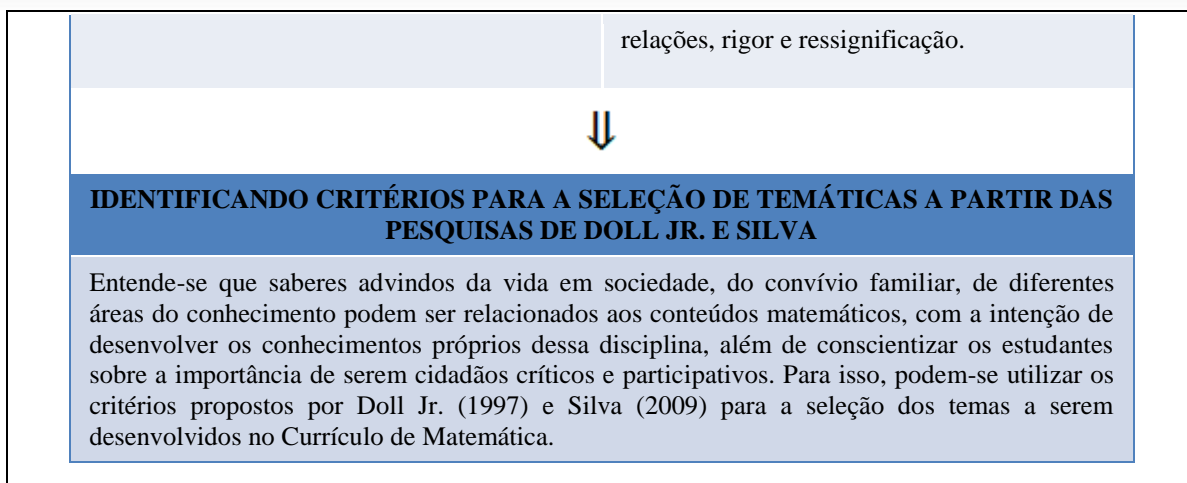 relações, rigor e ressignificação.
⇓
IDENTIFICANDO CRITÉRIOS PARA A SELEÇÃO DE TEMÁTICAS A PARTIR DAS
PESQUISAS DE DOLL JR. E SILVA
Entende-se que saberes advindos da vida em sociedade, do convívio familiar, de diferentes
áreas do conhecimento podem ser relacionados aos conteúdos matemáticos, com a intenção de
desenvolver os conhecimentos próprios dessa disciplina, além de conscientizar os estudantes
sobre a importância de serem cidadãos críticos e participativos. Para isso, podem-se utilizar os
critérios propostos por Doll Jr. (1997) e Silva (2009) para a seleção dos temas a serem
desenvolvidos no Currículo de Matemática.